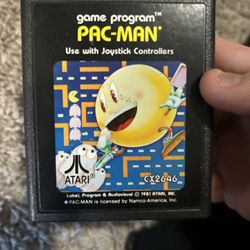 game program™
PAC-MAN*
Use with Joystick Controllers
ATARI®
CX2646
Label, Program & Audiovisual © 1981 ATARI, INC.
* PAC-MAN is licensed by Namco-America, Inc.